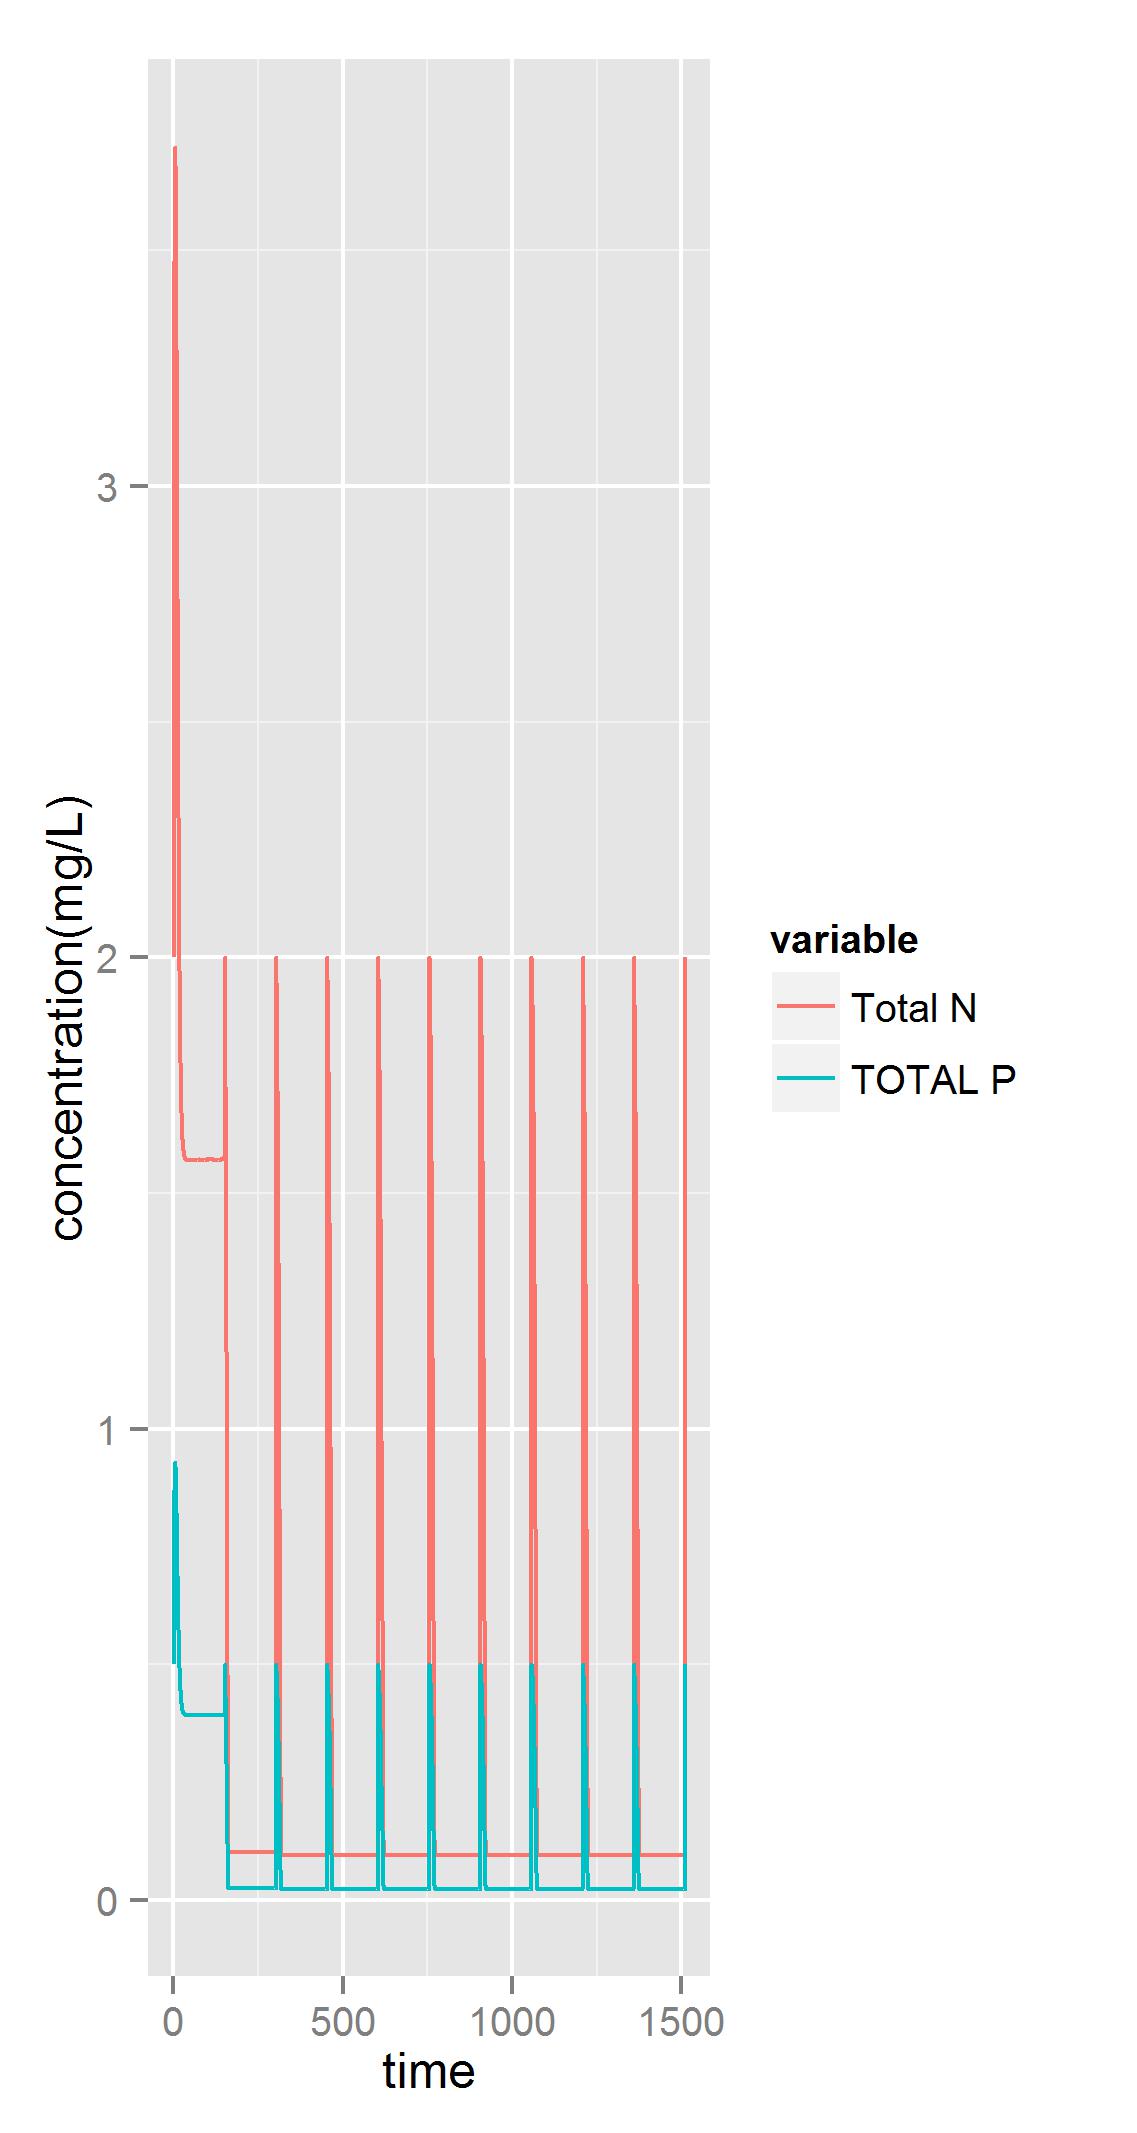 concentration(mg/L)
3
2
1
0
0 500 1000 1500
time
variable
Total N
TOTAL P